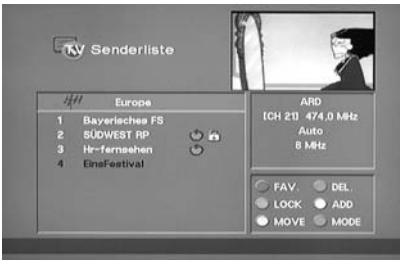 TV Senderliste
Europe
1 Bayerisches FS
2 SÜDWEST RP
3 Hr-fernsehen
4 EinsFestival
ARD
[CH 21] 474,0 MHz
Auto
8 MHz
FAV. DEL.
LOCK ADD
MOVE MODE